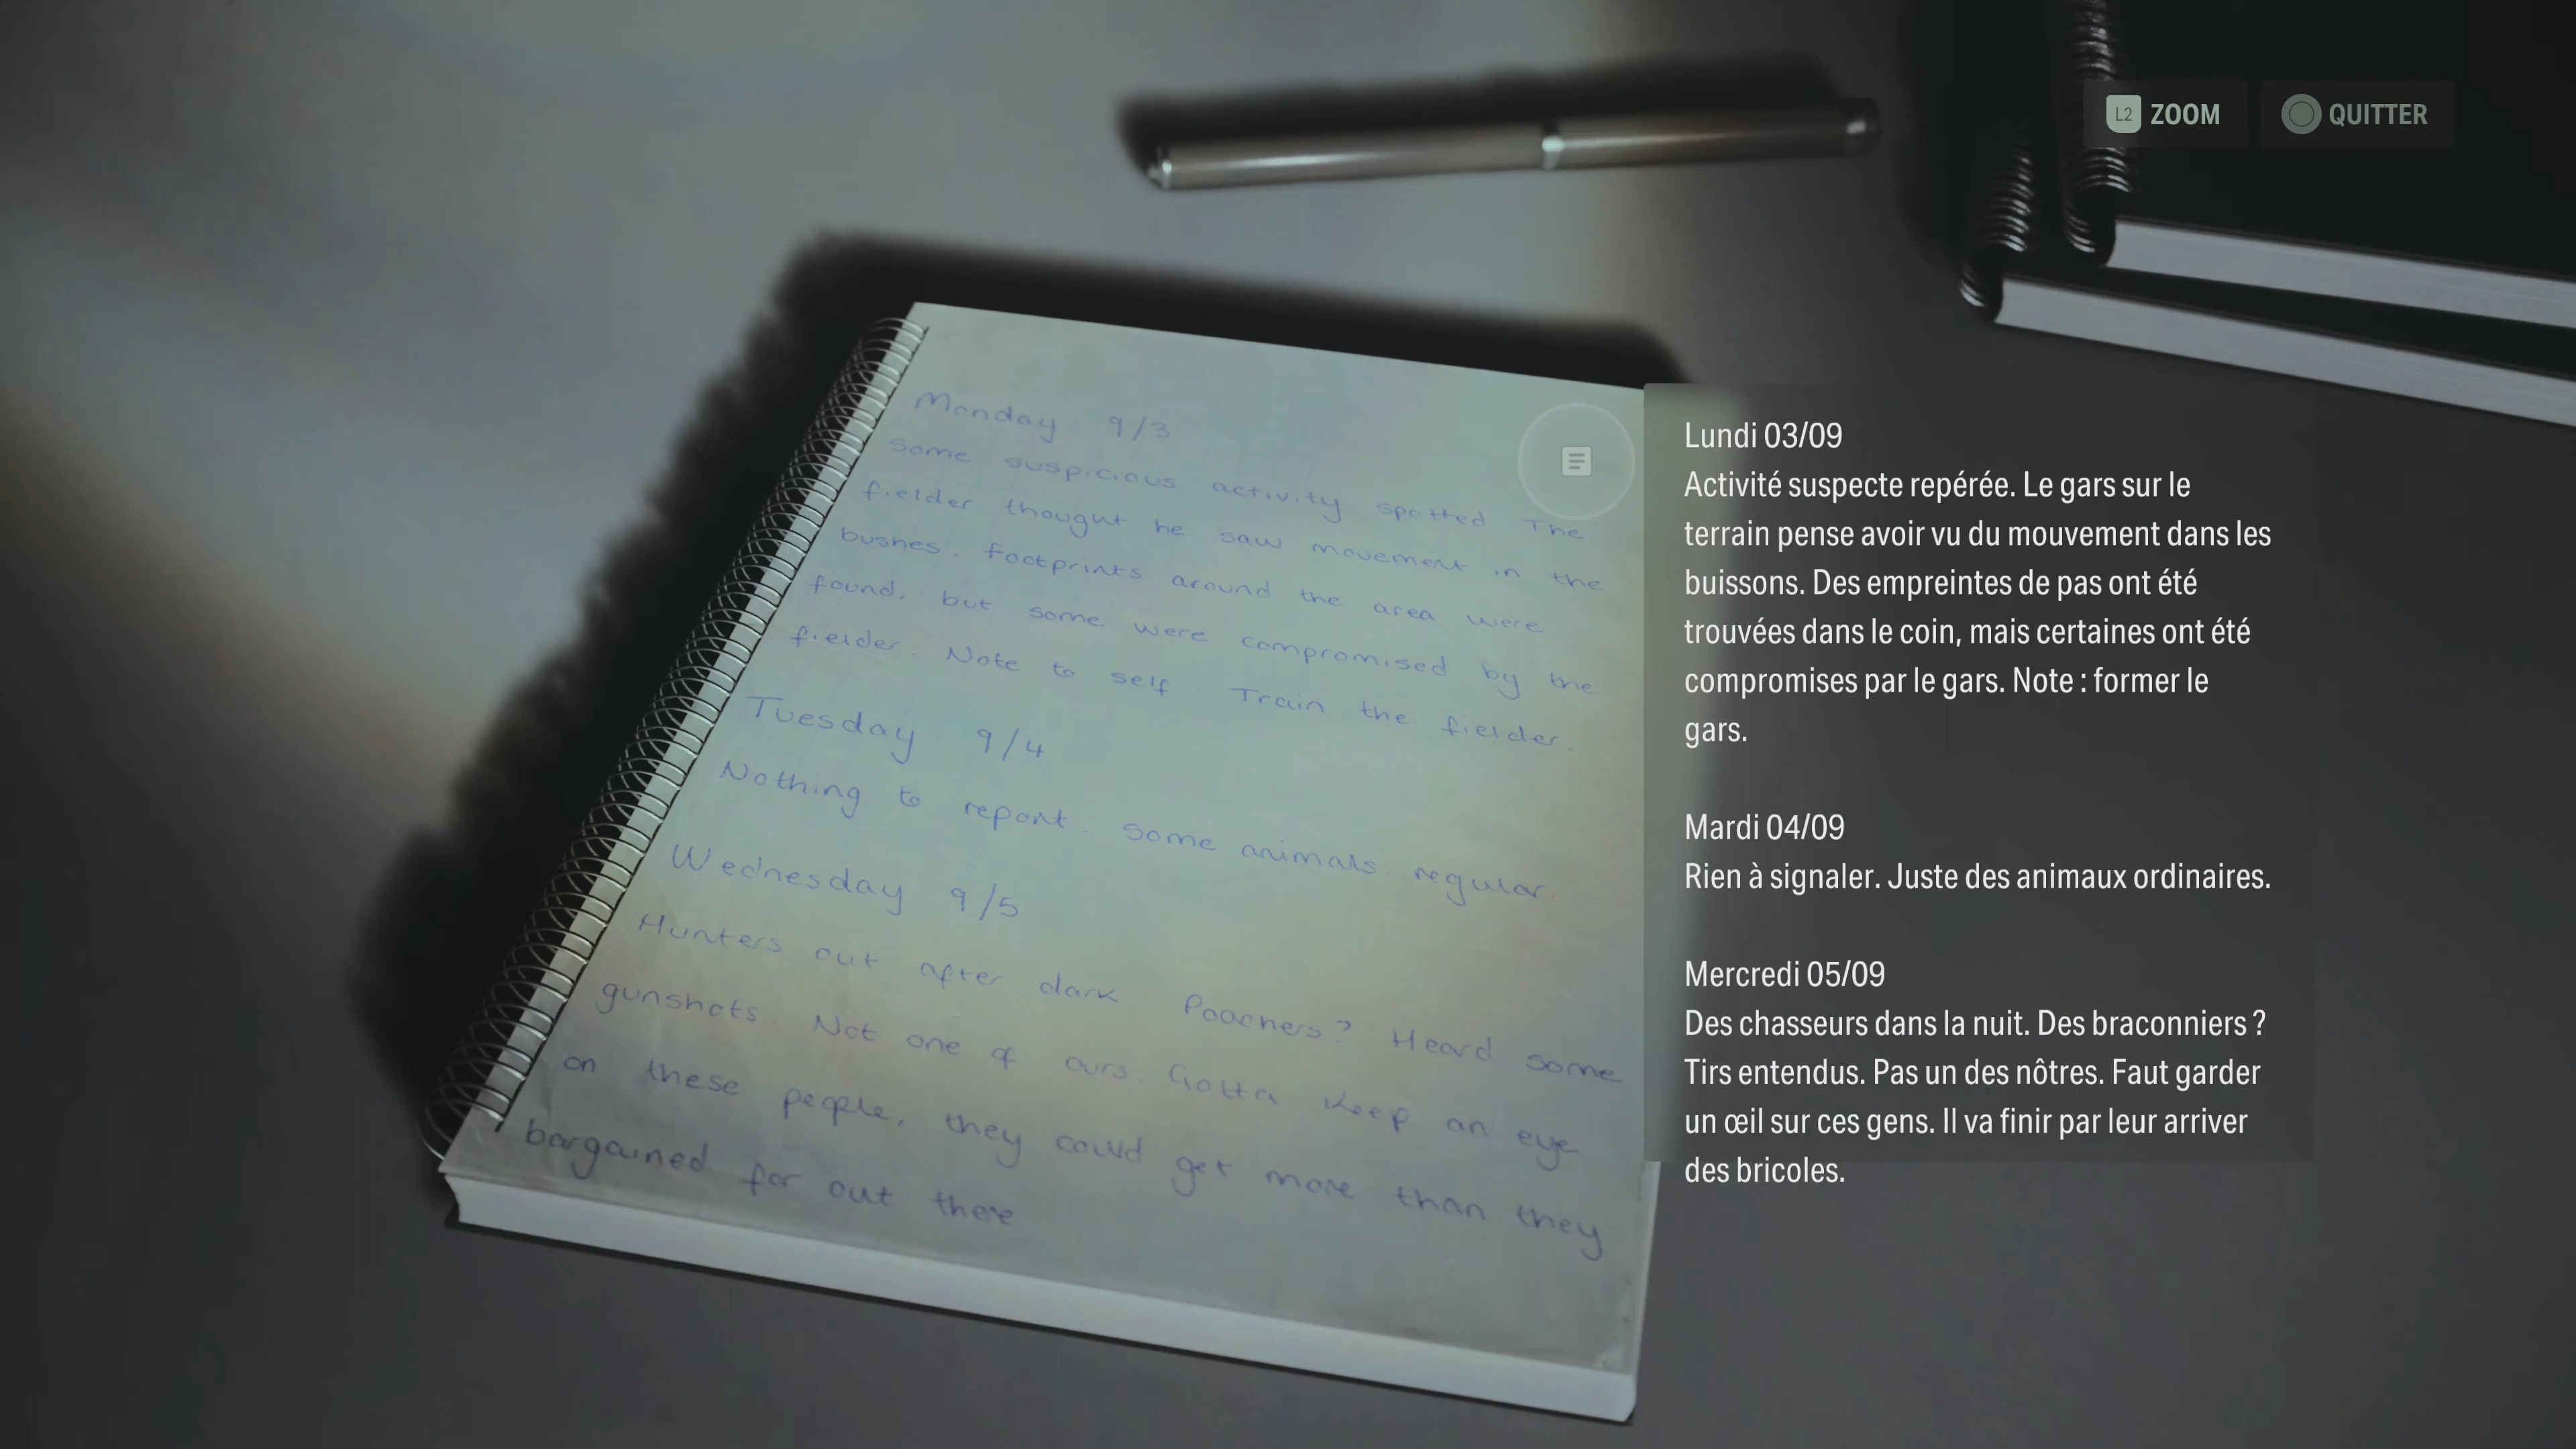 L2 ZOOM
QUITTER
Monday 9/3
Some suspicious activity spotted The
fielder thought he saw movement in the
bushes. Footprints around the area were
found, but some were compromised by the
fielder. Note to self. Train the fielder.
Tuesday 9/4
Nothing to report. Some animals. regular.
Wednesday 9/5
Hunters out after dark. Poachers? Heard some
gunshots. Not one of ours. Gotta keep an eye
on these people, they could get more than they
bargained for out there
Lundi 03/09
Activité suspecte repérée. Le gars sur le
terrain pense avoir vu du mouvement dans les
buissons. Des empreintes de pas ont été
trouvées dans le coin, mais certaines ont été
compromises par le gars. Note : former le
gars.
Mardi 04/09
Rien à signaler. Juste des animaux ordinaires.
Mercredi 05/09
Des chasseurs dans la nuit. Des braconniers ?
Tirs entendus. Pas un des nôtres. Faut garder
un œil sur ces gens. Il va finir par leur arriver
des bricoles.